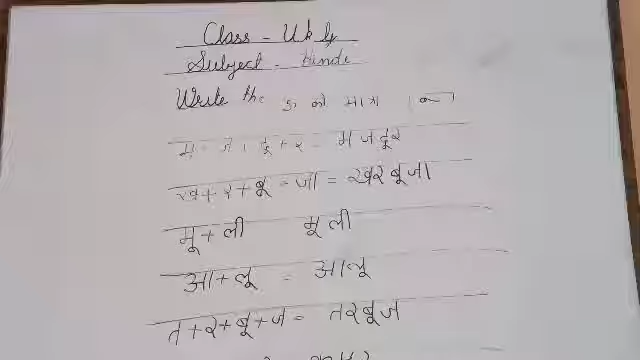 Class - Ukg
Subject - Hindi
Write the ऊ की मात्रा ( ू )
म + ज + दू + र = मजदूर
ख + र + बू = जा = खरबूजा
मू + ली मूली
आ + लू = आलू
त + र + बू + ज = तरबूज